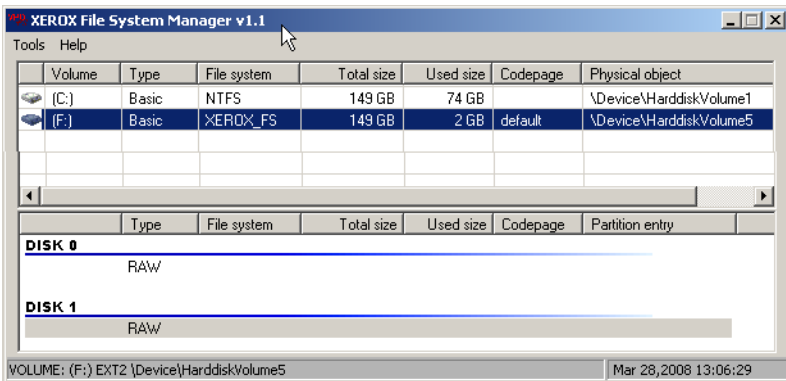 XEROX File System Manager v1.1
Tools Help
Volume Type File system Total size Used size Codepage Physical object
(C:) Basic NTFS 149 GB 74 GB \Device\HarddiskVolume1
(F:) Basic XEROX_FS 149 GB 2 GB default \Device\HarddiskVolume5
Type File system Total size Used size Codepage Partition entry
DISK 0
RAW
DISK 1
RAW
VOLUME: (F:) EXT2 \Device\HarddiskVolume5 Mar 28,2008 13:06:29